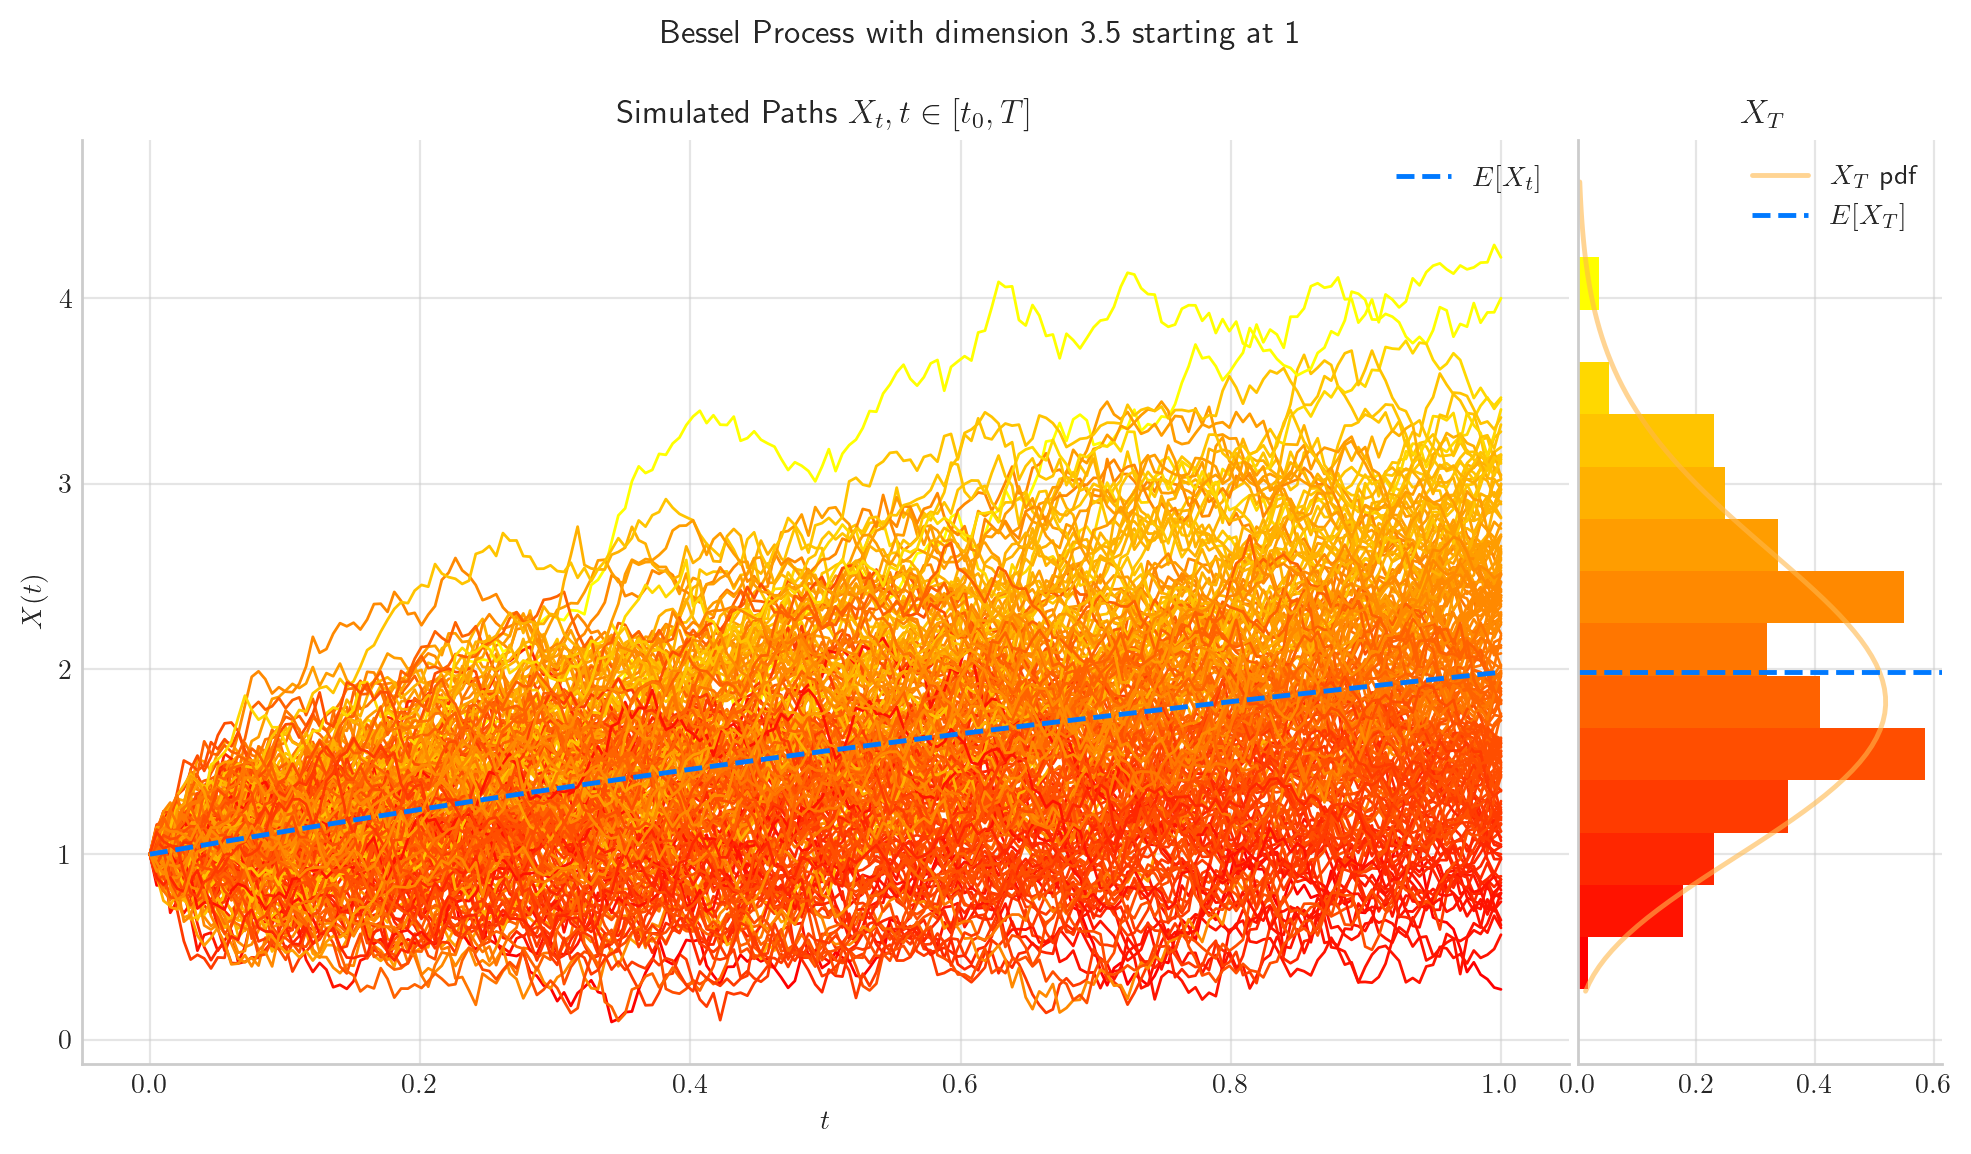 Bessel Process with dimension 3.5 starting at 1
Simulated Paths $X_t, t \in [t_0, T]$
$X_T$
$E[X_t]$
$X_T$ pdf
$E[X_T]$
4
3
2
1
0
$X(t)$
0.0 0.2 0.4 0.6 0.8 1.0
0.0 0.2 0.4 0.6
$t$